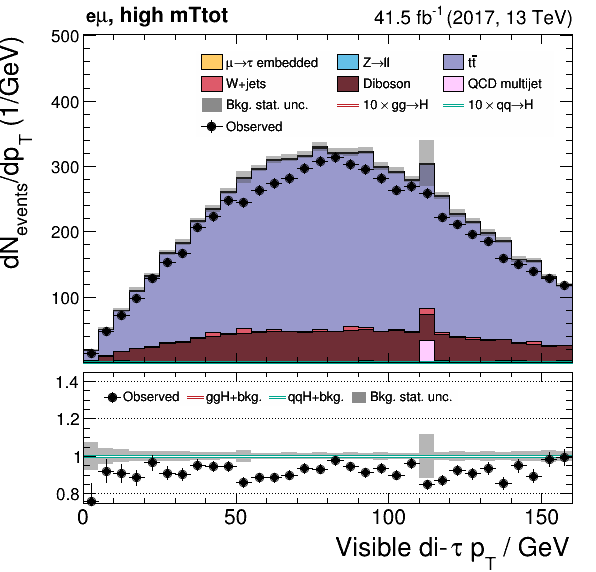 eμ, high mTtot 41.5 fb⁻¹ (2017, 13 TeV)
dN_events/dp_T (1/GeV)
500
400
300
200
100
μ→τ embedded Z→ll tt̄
W+jets Diboson QCD multijet
Bkg. stat. unc. 10 × gg→H 10 × qq→H
Observed
1.4
1.2
1
0.8
Observed ggH+bkg. qqH+bkg. Bkg. stat. unc.
0 50 100 150
Visible di-τ p_T / GeV